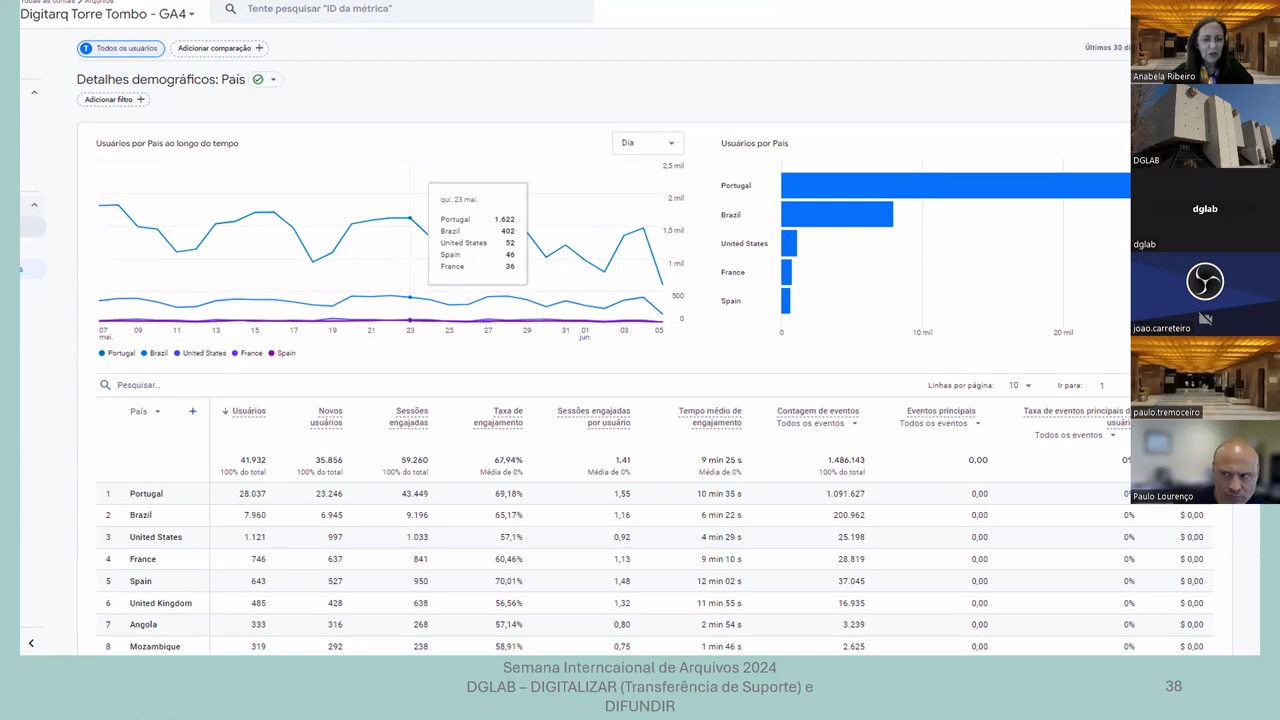 Todas as contas > Arquivos
Digitarq Torre Tombo - GA4
Tente pesquisar "ID da métrica"
T Todos os usuários
Adicionar comparação +
Últimos 30 di
Detalhes demográficos: País
Adicionar filtro +
Usuários por País ao longo do tempo
Dia
2,5 mil
2 mil
1,5 mil
1 mil
500
0
qui. 23 mai.
Portugal 1.622
Brazil 402
United States 52
Spain 46
France 36
07 09 11 13 15 17 19 21 23 25 27 29 31 01 03 05
mai. jun.
Portugal Brazil United States France Spain
Usuários por País
Portugal
Brazil
United States
France
Spain
0 10 mil 20 mil
Pesquisar...
Linhas por página: 10 Ir para: 1
País + ↓ Usuários Novos usuários Sessões engajadas Taxa de engajamento Sessões engajadas por usuário Tempo médio de engajamento Contagem de eventos Todos os eventos Eventos principais Todos os eventos Taxa de eventos principais d usuári Todos os eventos
41.932 35.856 59.260 67,94% 1,41 9 min 25 s 1.486.143 0,00 0%
100% do total 100% do total 100% do total Média de 0% Média de 0% Média de 0% 100% do total
1 Portugal 28.037 23.246 43.449 69,18% 1,55 10 min 35 s 1.091.627 0,00 0%
2 Brazil 7.960 6.945 9.196 65,17% 1,16 6 min 22 s 200.962 0,00 0% $ 0,00
3 United States 1.121 997 1.033 57,1% 0,92 4 min 29 s 25.198 0,00 0% $ 0,00
4 France 746 637 841 60,46% 1,13 9 min 10 s 28.819 0,00 0% $ 0,00
5 Spain 643 527 950 70,01% 1,48 12 min 02 s 37.045 0,00 0% $ 0,00
6 United Kingdom 485 428 638 56,56% 1,32 11 min 55 s 16.935 0,00 0% $ 0,00
7 Angola 333 316 268 57,14% 0,80 2 min 54 s 3.239 0,00 0% $ 0,00
8 Mozambique 319 292 238 58,91% 0,75 1 min 46 s 2.625 0,00 0% $ 0,00
Anabela Ribeiro
DGLAB
dglab
dglab
joao.carreteiro
paulo.tremoceiro
Paulo Lourenço
Semana Interncaional de Arquivos 2024
DGLAB – DIGITALIZAR (Transferência de Suporte) e
DIFUNDIR
38